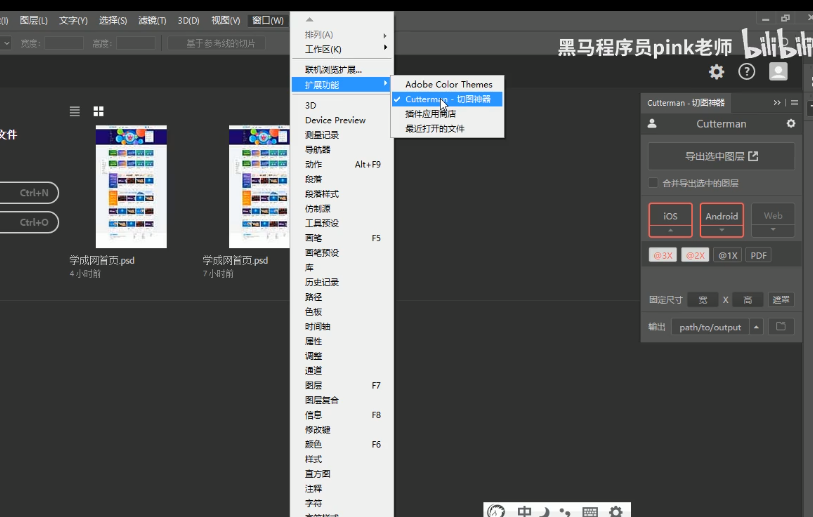 图层(L) 文字(Y) 选择(S) 滤镜(T) 3D(D) 视图(V) 窗口(W)
宽度: 高度: 基于参考线的切片
黑马程序员pink老师 bilibili
排列(A)
工作区(K)
联机浏览扩展...
扩展功能
Adobe Color Themes
Cutterman - 切图神器
插件应用商店
最近打开的文件
3D
Device Preview
测量记录
导航器
动作 Alt+F9
段落
段落样式
仿制源
工具预设
画笔 F5
画笔预设
库
历史记录
路径
色板
时间轴
属性
调整
通道
图层 F7
图层复合
信息 F8
修改键
颜色 F6
样式
直方图
注释
字符
文件
Ctrl+N
Ctrl+O
学成网首页.psd
4 小时前
学成网首页.psd
7 小时前
Cutterman - 切图神器
Cutterman
导出选中图层
合并导出选中的图层
iOS Android Web
@3X @2X @1X PDF
固定尺寸 宽 X 高 遮罩
输出 path/to/output
中